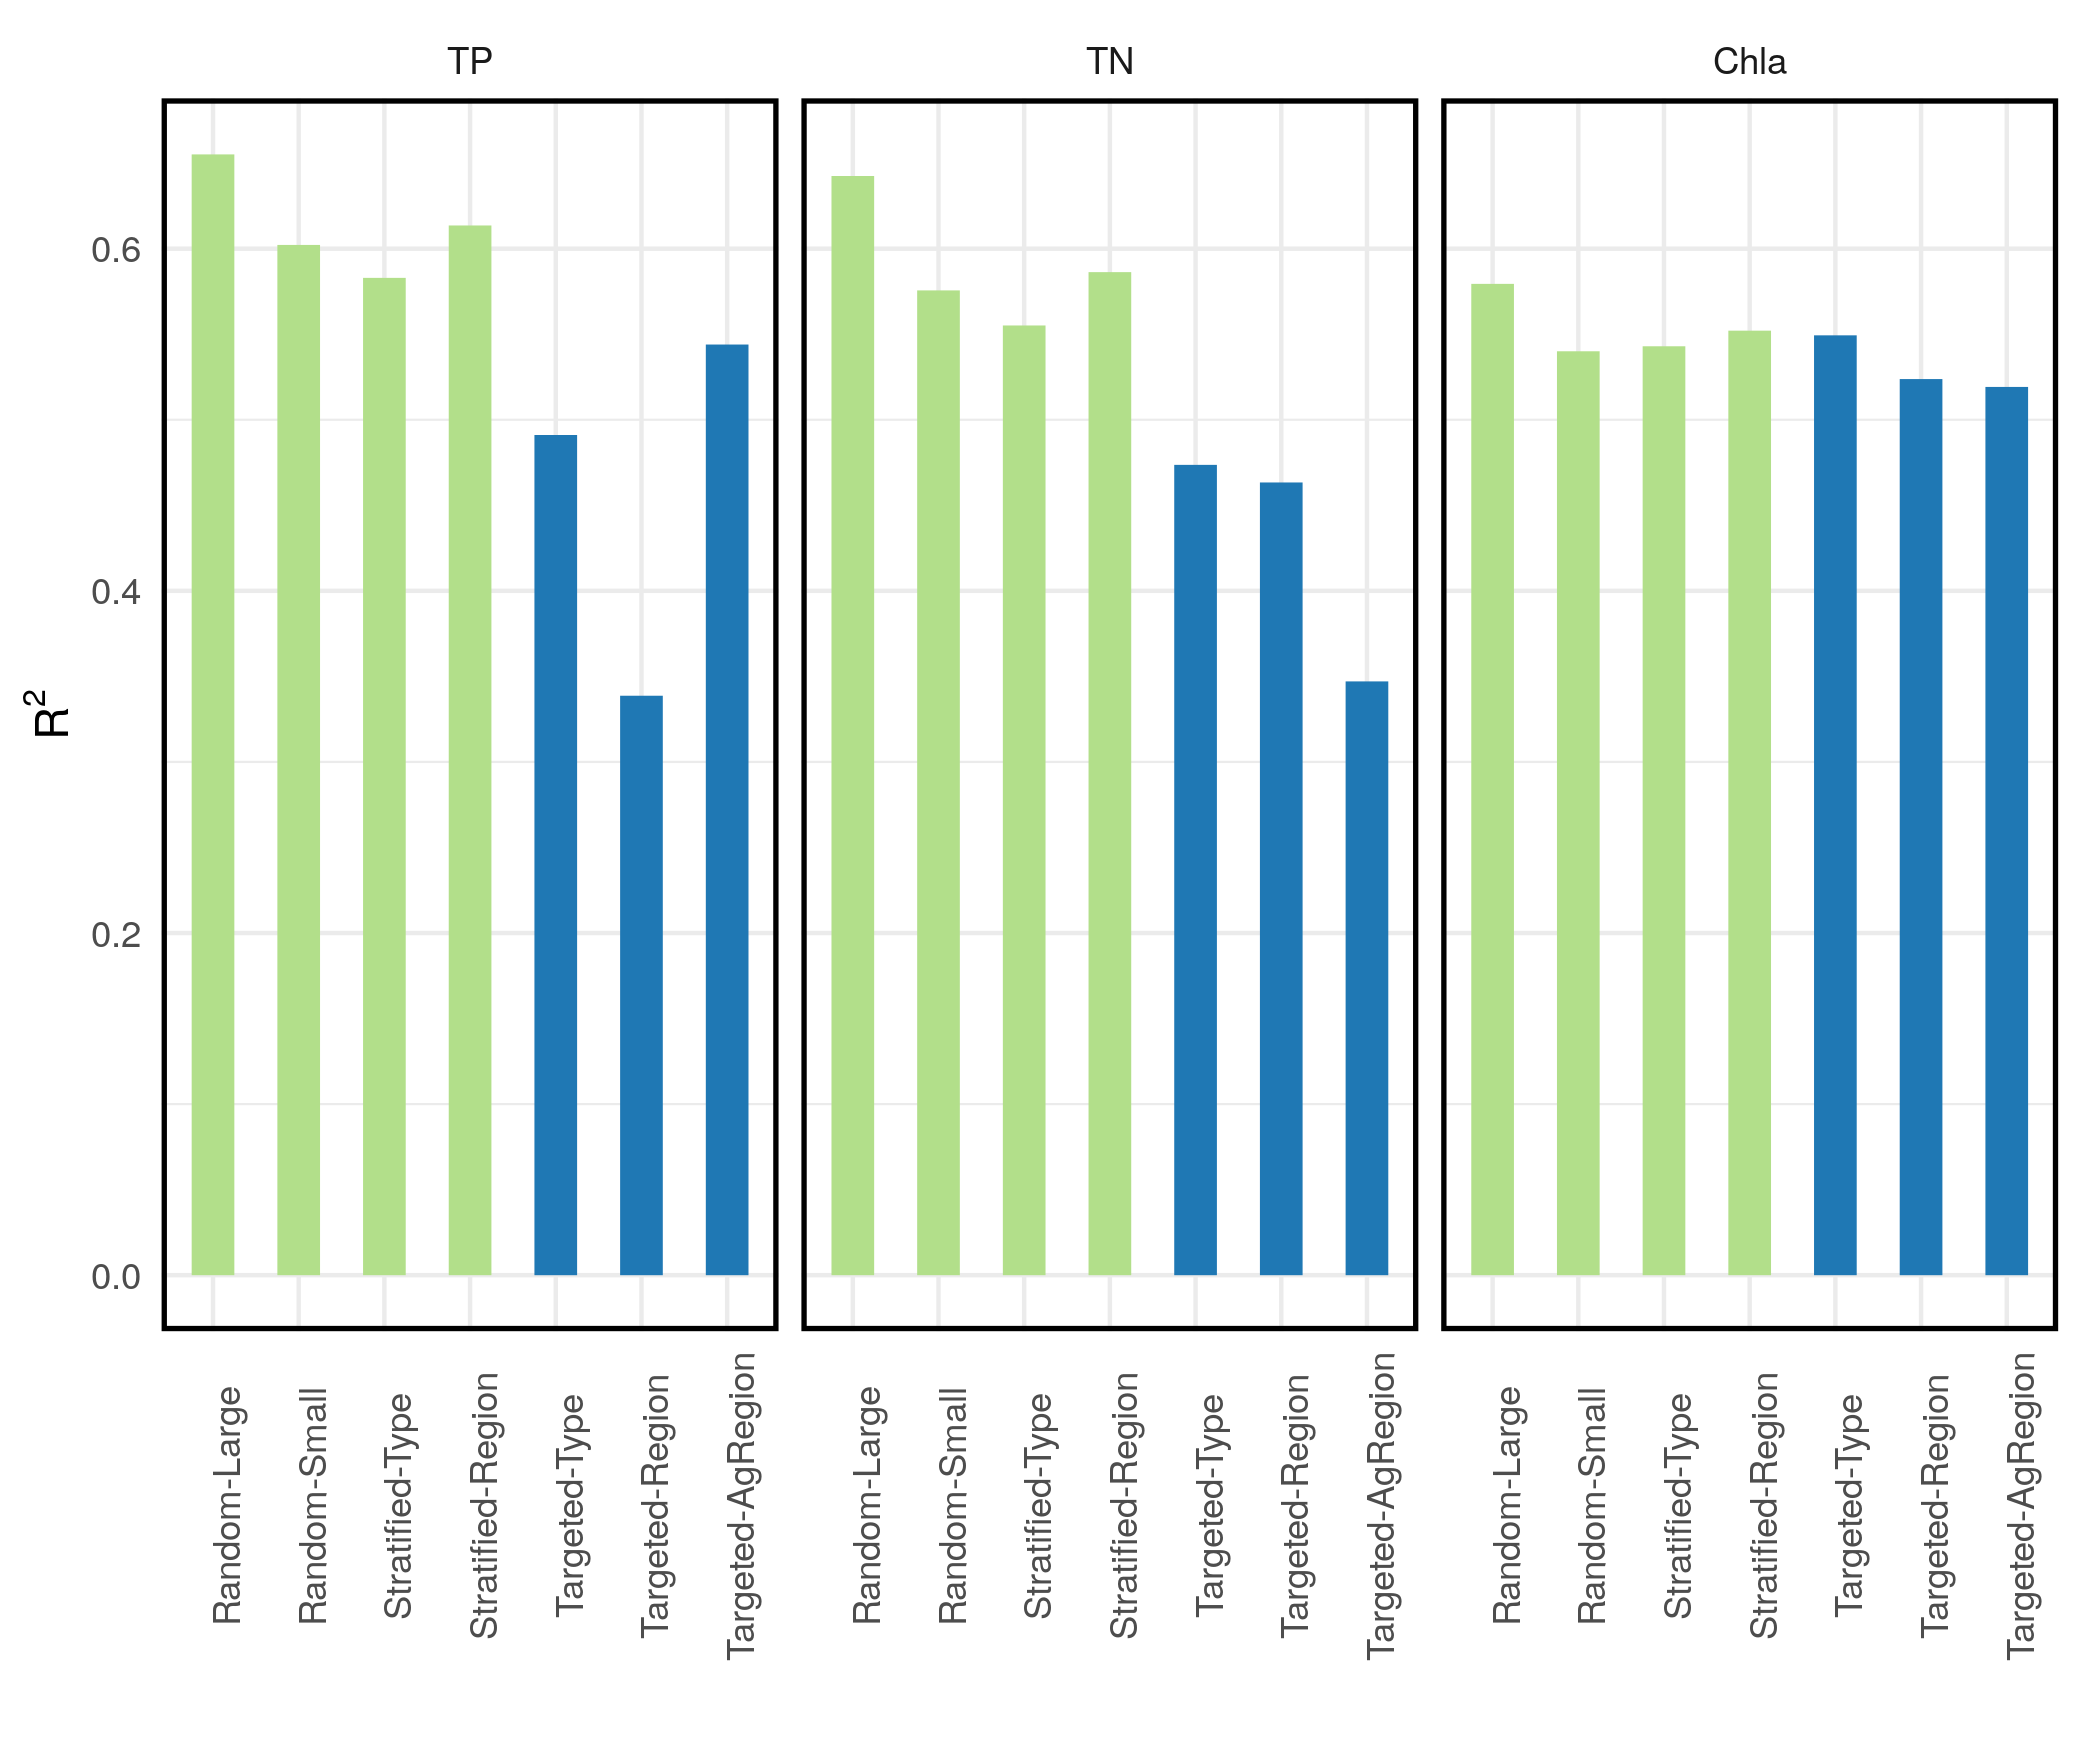 TP
TN
Chla
R²
0.6
0.4
0.2
0.0
Random-Large
Random-Small
Stratified-Type
Stratified-Region
Targeted-Type
Targeted-Region
Targeted-AgRegion
Random-Large
Random-Small
Stratified-Type
Stratified-Region
Targeted-Type
Targeted-Region
Targeted-AgRegion
Random-Large
Random-Small
Stratified-Type
Stratified-Region
Targeted-Type
Targeted-Region
Targeted-AgRegion